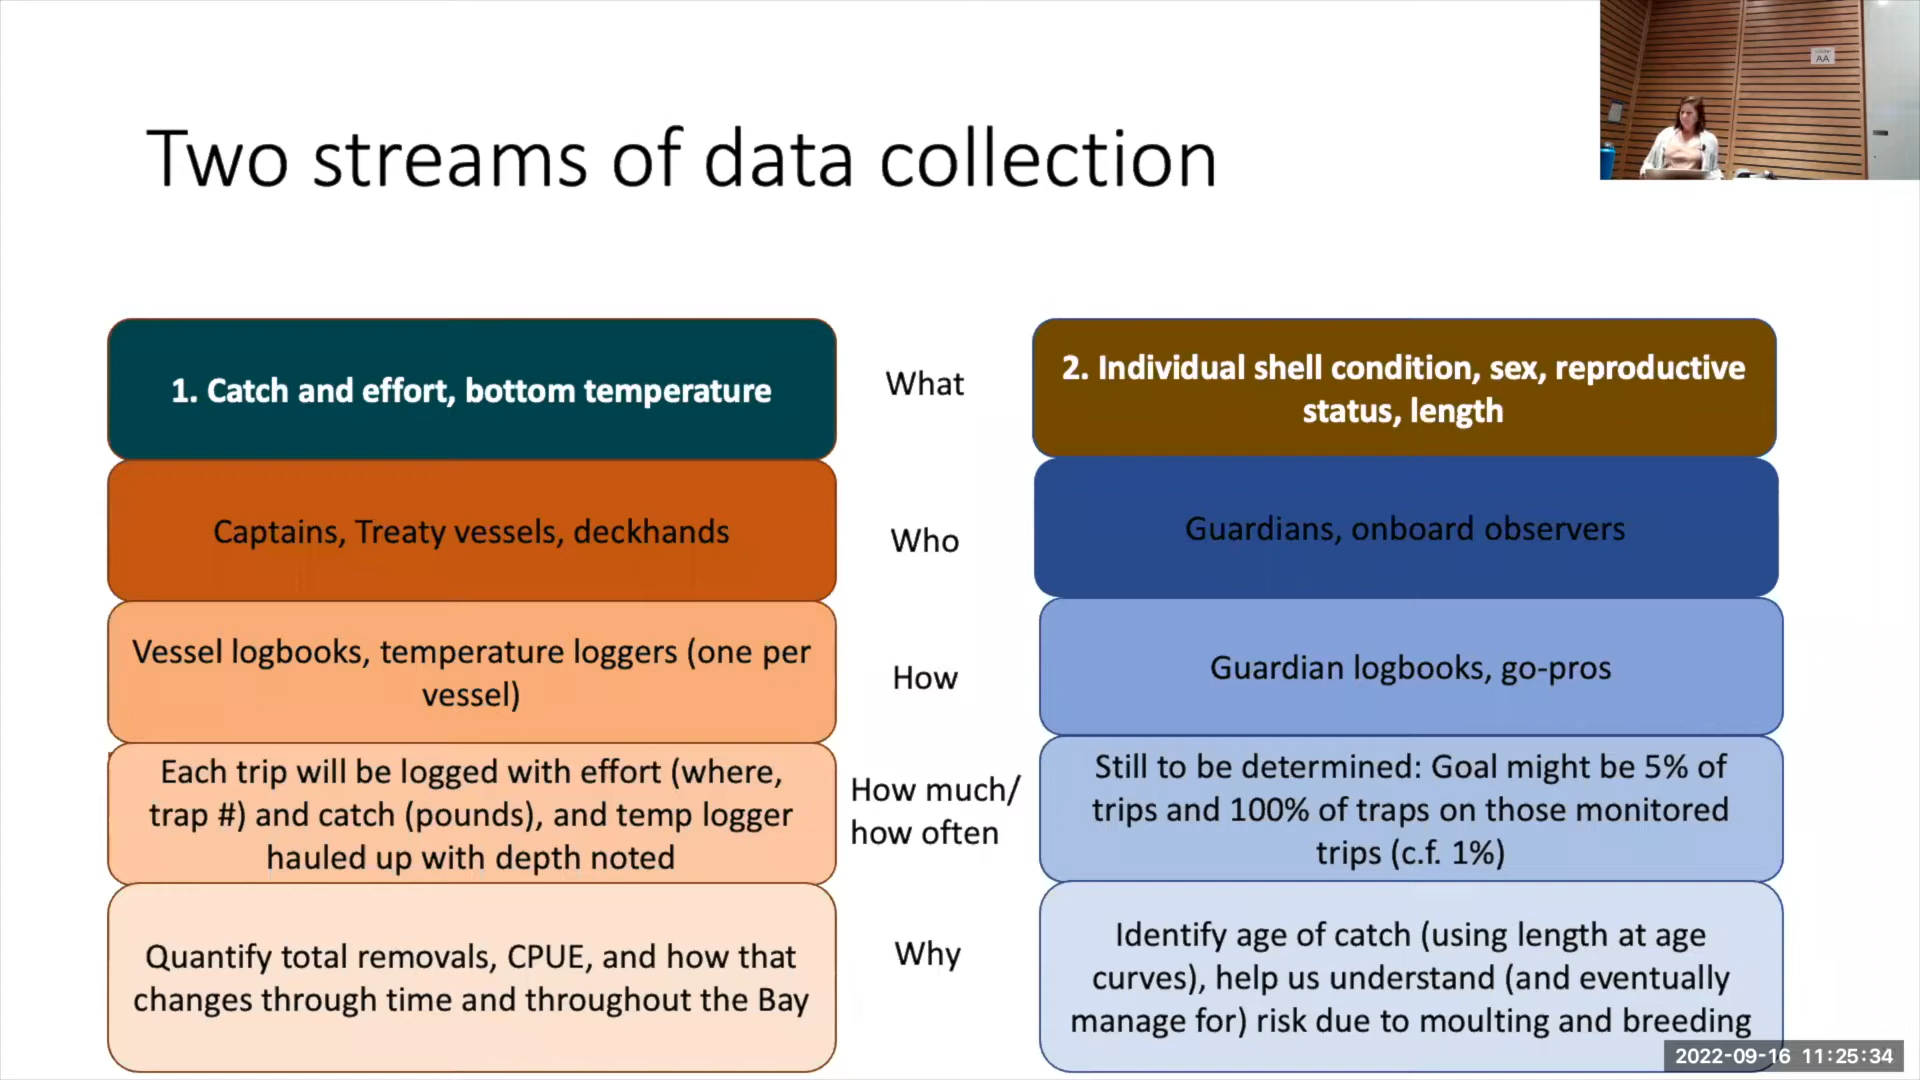 Two streams of data collection
AA
1. Catch and effort, bottom temperature
What
2. Individual shell condition, sex, reproductive
status, length
Captains, Treaty vessels, deckhands
Who
Guardians, onboard observers
Vessel logbooks, temperature loggers (one per
vessel)
How
Guardian logbooks, go-pros
Each trip will be logged with effort (where,
trap #) and catch (pounds), and temp logger
hauled up with depth noted
How much/
how often
Still to be determined: Goal might be 5% of
trips and 100% of traps on those monitored
trips (c.f. 1%)
Quantify total removals, CPUE, and how that
changes through time and throughout the Bay
Why
Identify age of catch (using length at age
curves), help us understand (and eventually
manage for) risk due to moulting and breeding
2022-09-16 11:25:34